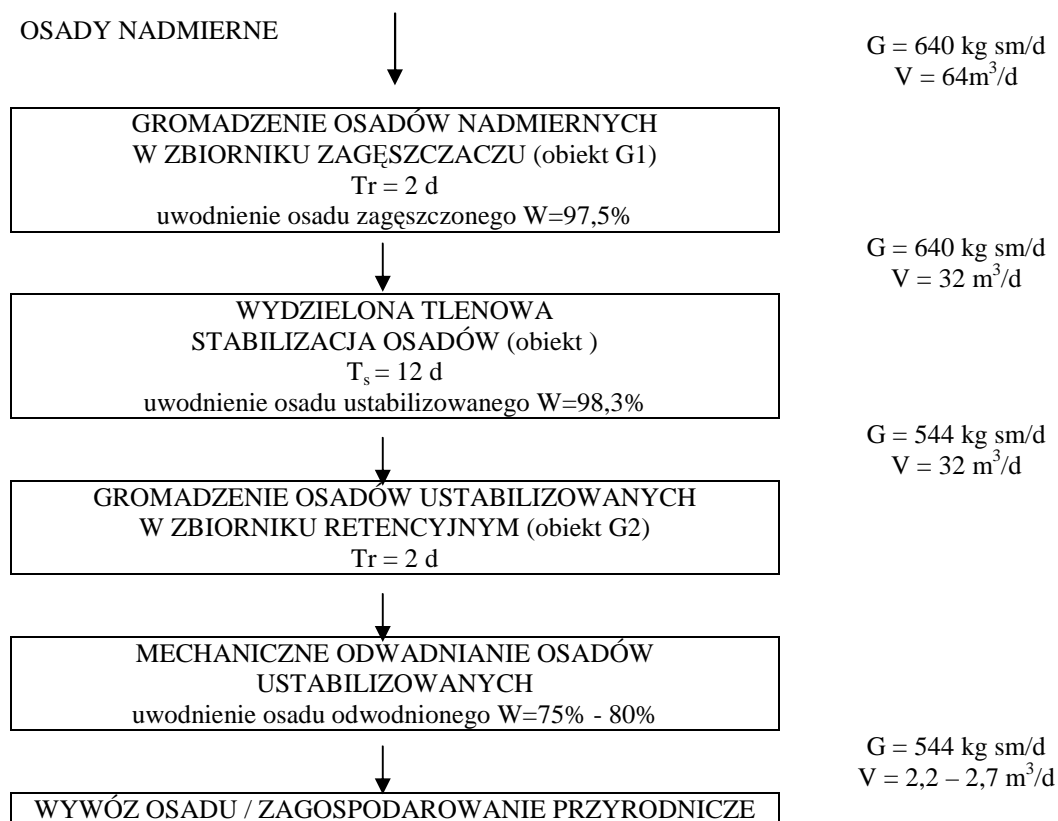 OSADY NADMIERNE
G = 640 kg sm/d
V = 64m³/d
GROMADZENIE OSADÓW NADMIERNYCH
W ZBIORNIKU ZAGĘSZCZACZU (obiekt G1)
Tr = 2 d
uwodnienie osadu zagęszczonego W=97,5%
G = 640 kg sm/d
V = 32 m³/d
WYDZIELONA TLENOWA
STABILIZACJA OSADÓW (obiekt )
Tₛ = 12 d
uwodnienie osadu ustabilizowanego W=98,3%
G = 544 kg sm/d
V = 32 m³/d
GROMADZENIE OSADÓW USTABILIZOWANYCH
W ZBIORNIKU RETENCYJNYM (obiekt G2)
Tr = 2 d
MECHANICZNE ODWADNIANIE OSADÓW
USTABILIZOWANYCH
uwodnienie osadu odwodnionego W=75% - 80%
G = 544 kg sm/d
V = 2,2 – 2,7 m³/d
WYWÓZ OSADU / ZAGOSPODAROWANIE PRZYRODNICZE